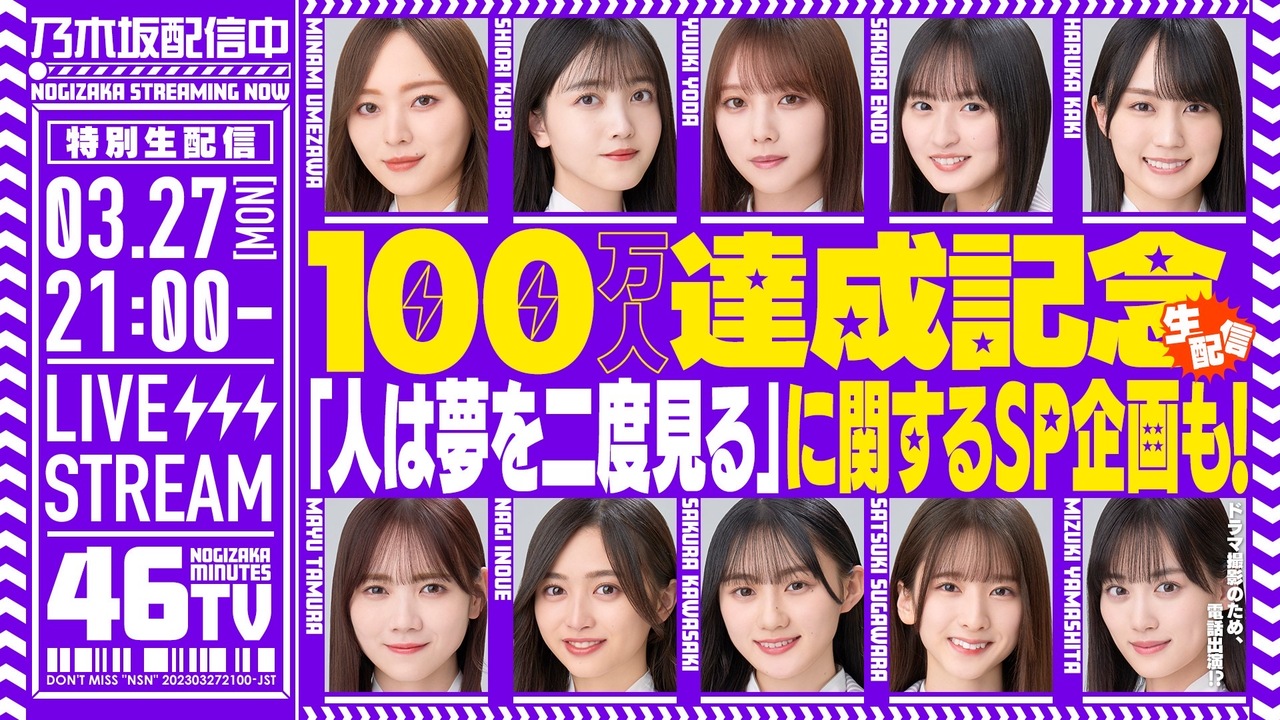 乃木坂配信中
NOGIZAKA STREAMING NOW
特別生配信
03.27 [MON]
21:00-
LIVE
STREAM
46
NOGIZAKA
MINUTES
TV
DON'T MISS "NSN" 202303272100-JST
MINAMI UMEZAWA
SHIORI KUBO
YUUKI YODA
SAKURA ENDO
HARUKA KAKI
100万人達成記念
生配信
「人は夢を二度見る」に関するSP企画も!
MAYU TAMURA
NAGI INOUE
SAKURA KAWASAKI
SATSUKI SUGAWARA
MIZUKI YAMASHITA
ドラマ撮影のため、
電話出演!?